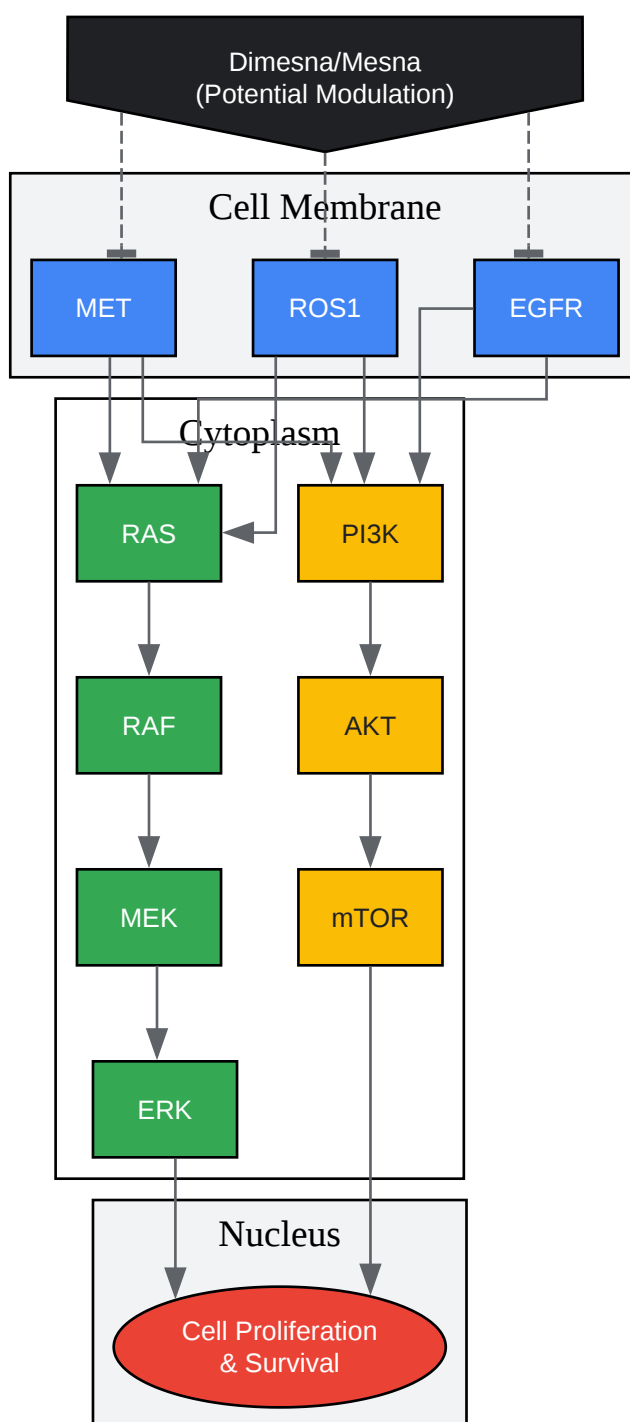 Dimesna/Mesna
(Potential Modulation)
Cell Membrane
MET
ROS1
EGFR
Cytoplasm
RAS
PI3K
RAF
AKT
MEK
mTOR
ERK
Nucleus
Cell Proliferation
& Survival